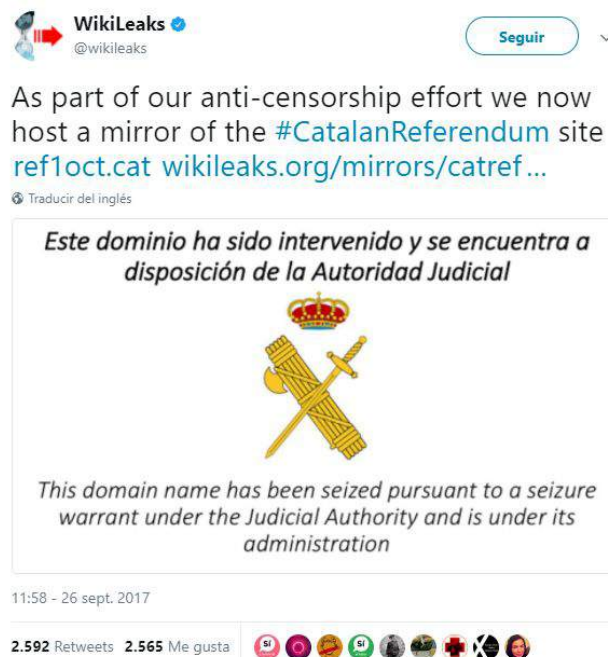 WikiLeaks
@wikileaks
Seguir
As part of our anti-censorship effort we now
host a mirror of the #CatalanReferendum site
ref1oct.cat wikileaks.org/mirrors/catref…
Traducir del inglés
Este dominio ha sido intervenido y se encuentra a
disposición de la Autoridad Judicial
This domain name has been seized pursuant to a seizure
warrant under the Judicial Authority and is under its
administration
11:58 - 26 sept. 2017
2.592 Retweets 2.565 Me gusta
SÍ SÍ